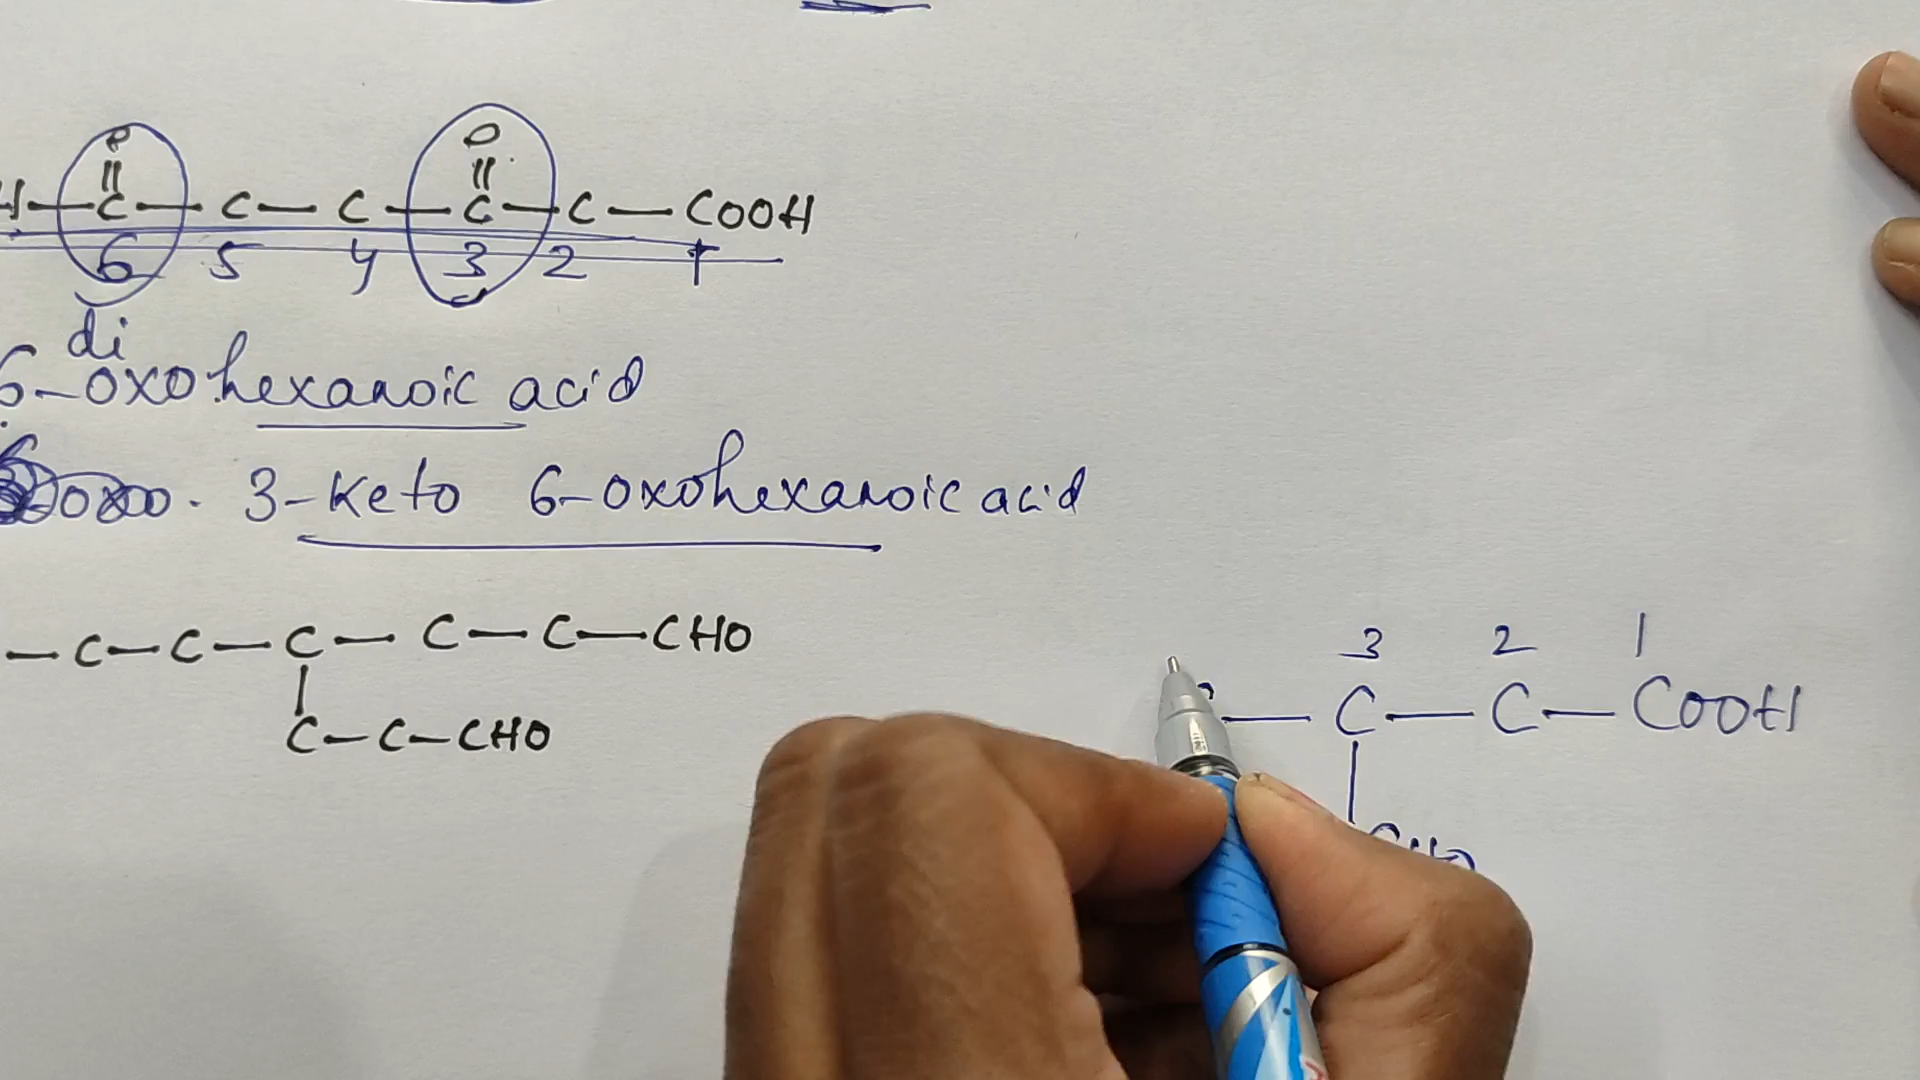 O O
H—C—C—C—C—C—COOH
6 5 4 3 2 1
di
6-oxohexanoic acid
3-Keto 6-oxohexanoic acid
—C—C—C—C—C—CHO
C—C—CHO
3 2 1
—C—C—COOH
CHO